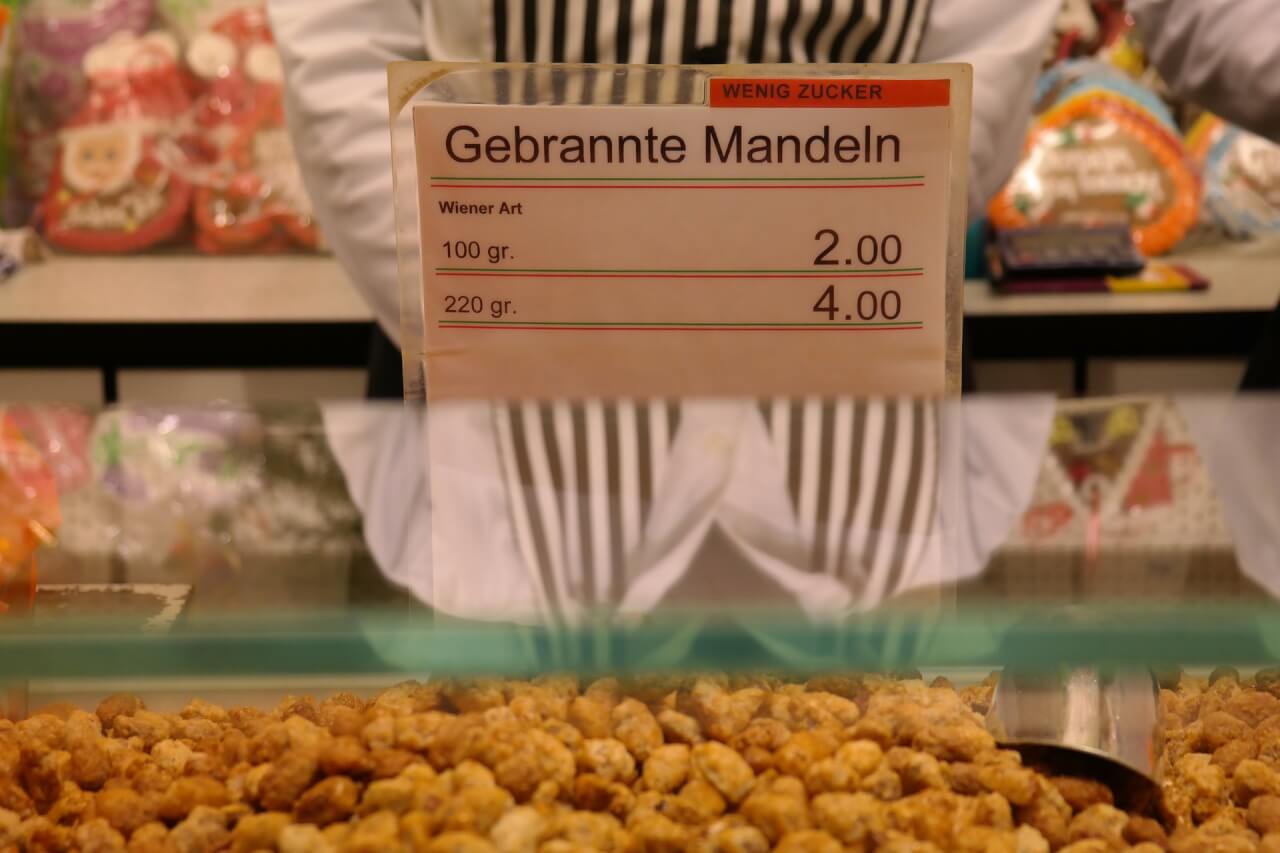 WENIG ZUCKER
Gebrannte Mandeln
Wiener Art
100 gr. 2.00
220 gr. 4.00